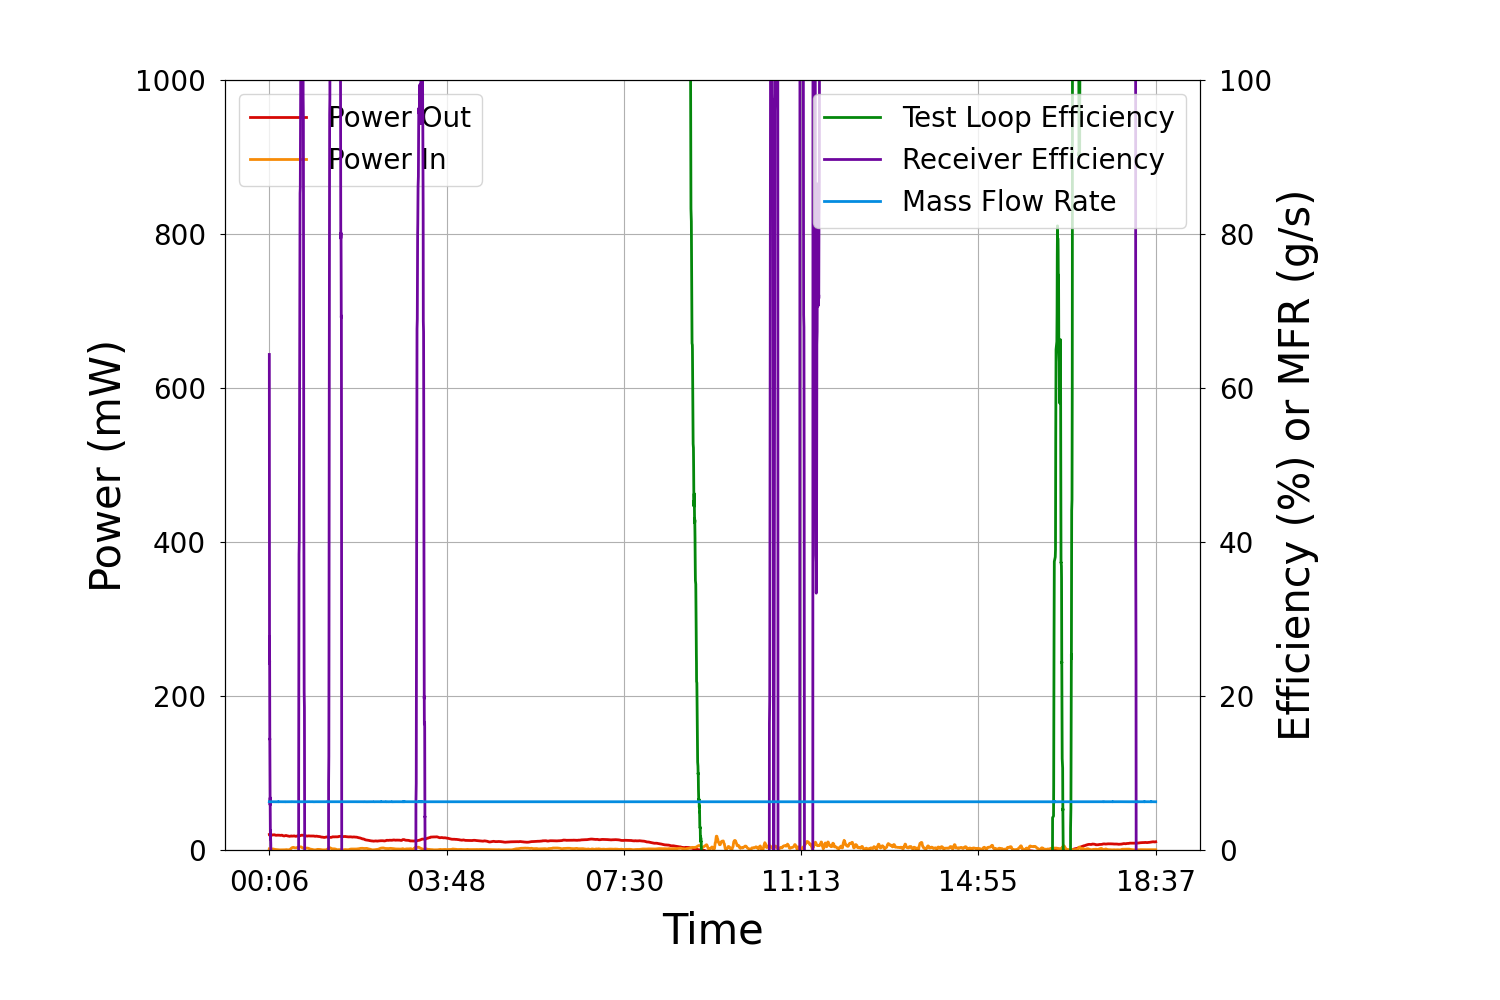 1000
800
600
400
200
0
Power (mW)
Power Out
Power In
Test Loop Efficiency
Receiver Efficiency
Mass Flow Rate
100
80
60
40
20
0
Efficiency (%) or MFR (g/s)
00:06 03:48 07:30 11:13 14:55 18:37
Time